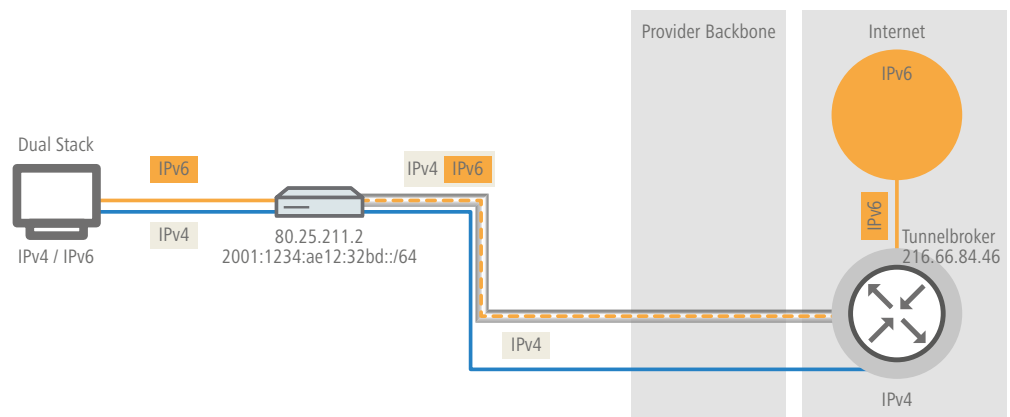 Provider Backbone
Internet
IPv6
Dual Stack
IPv6
IPv4 IPv6
IPv6
IPv4
Tunnelbroker
80.25.211.2
216.66.84.46
IPv4 / IPv6
2001:1234:ae12:32bd::/64
IPv4
IPv4